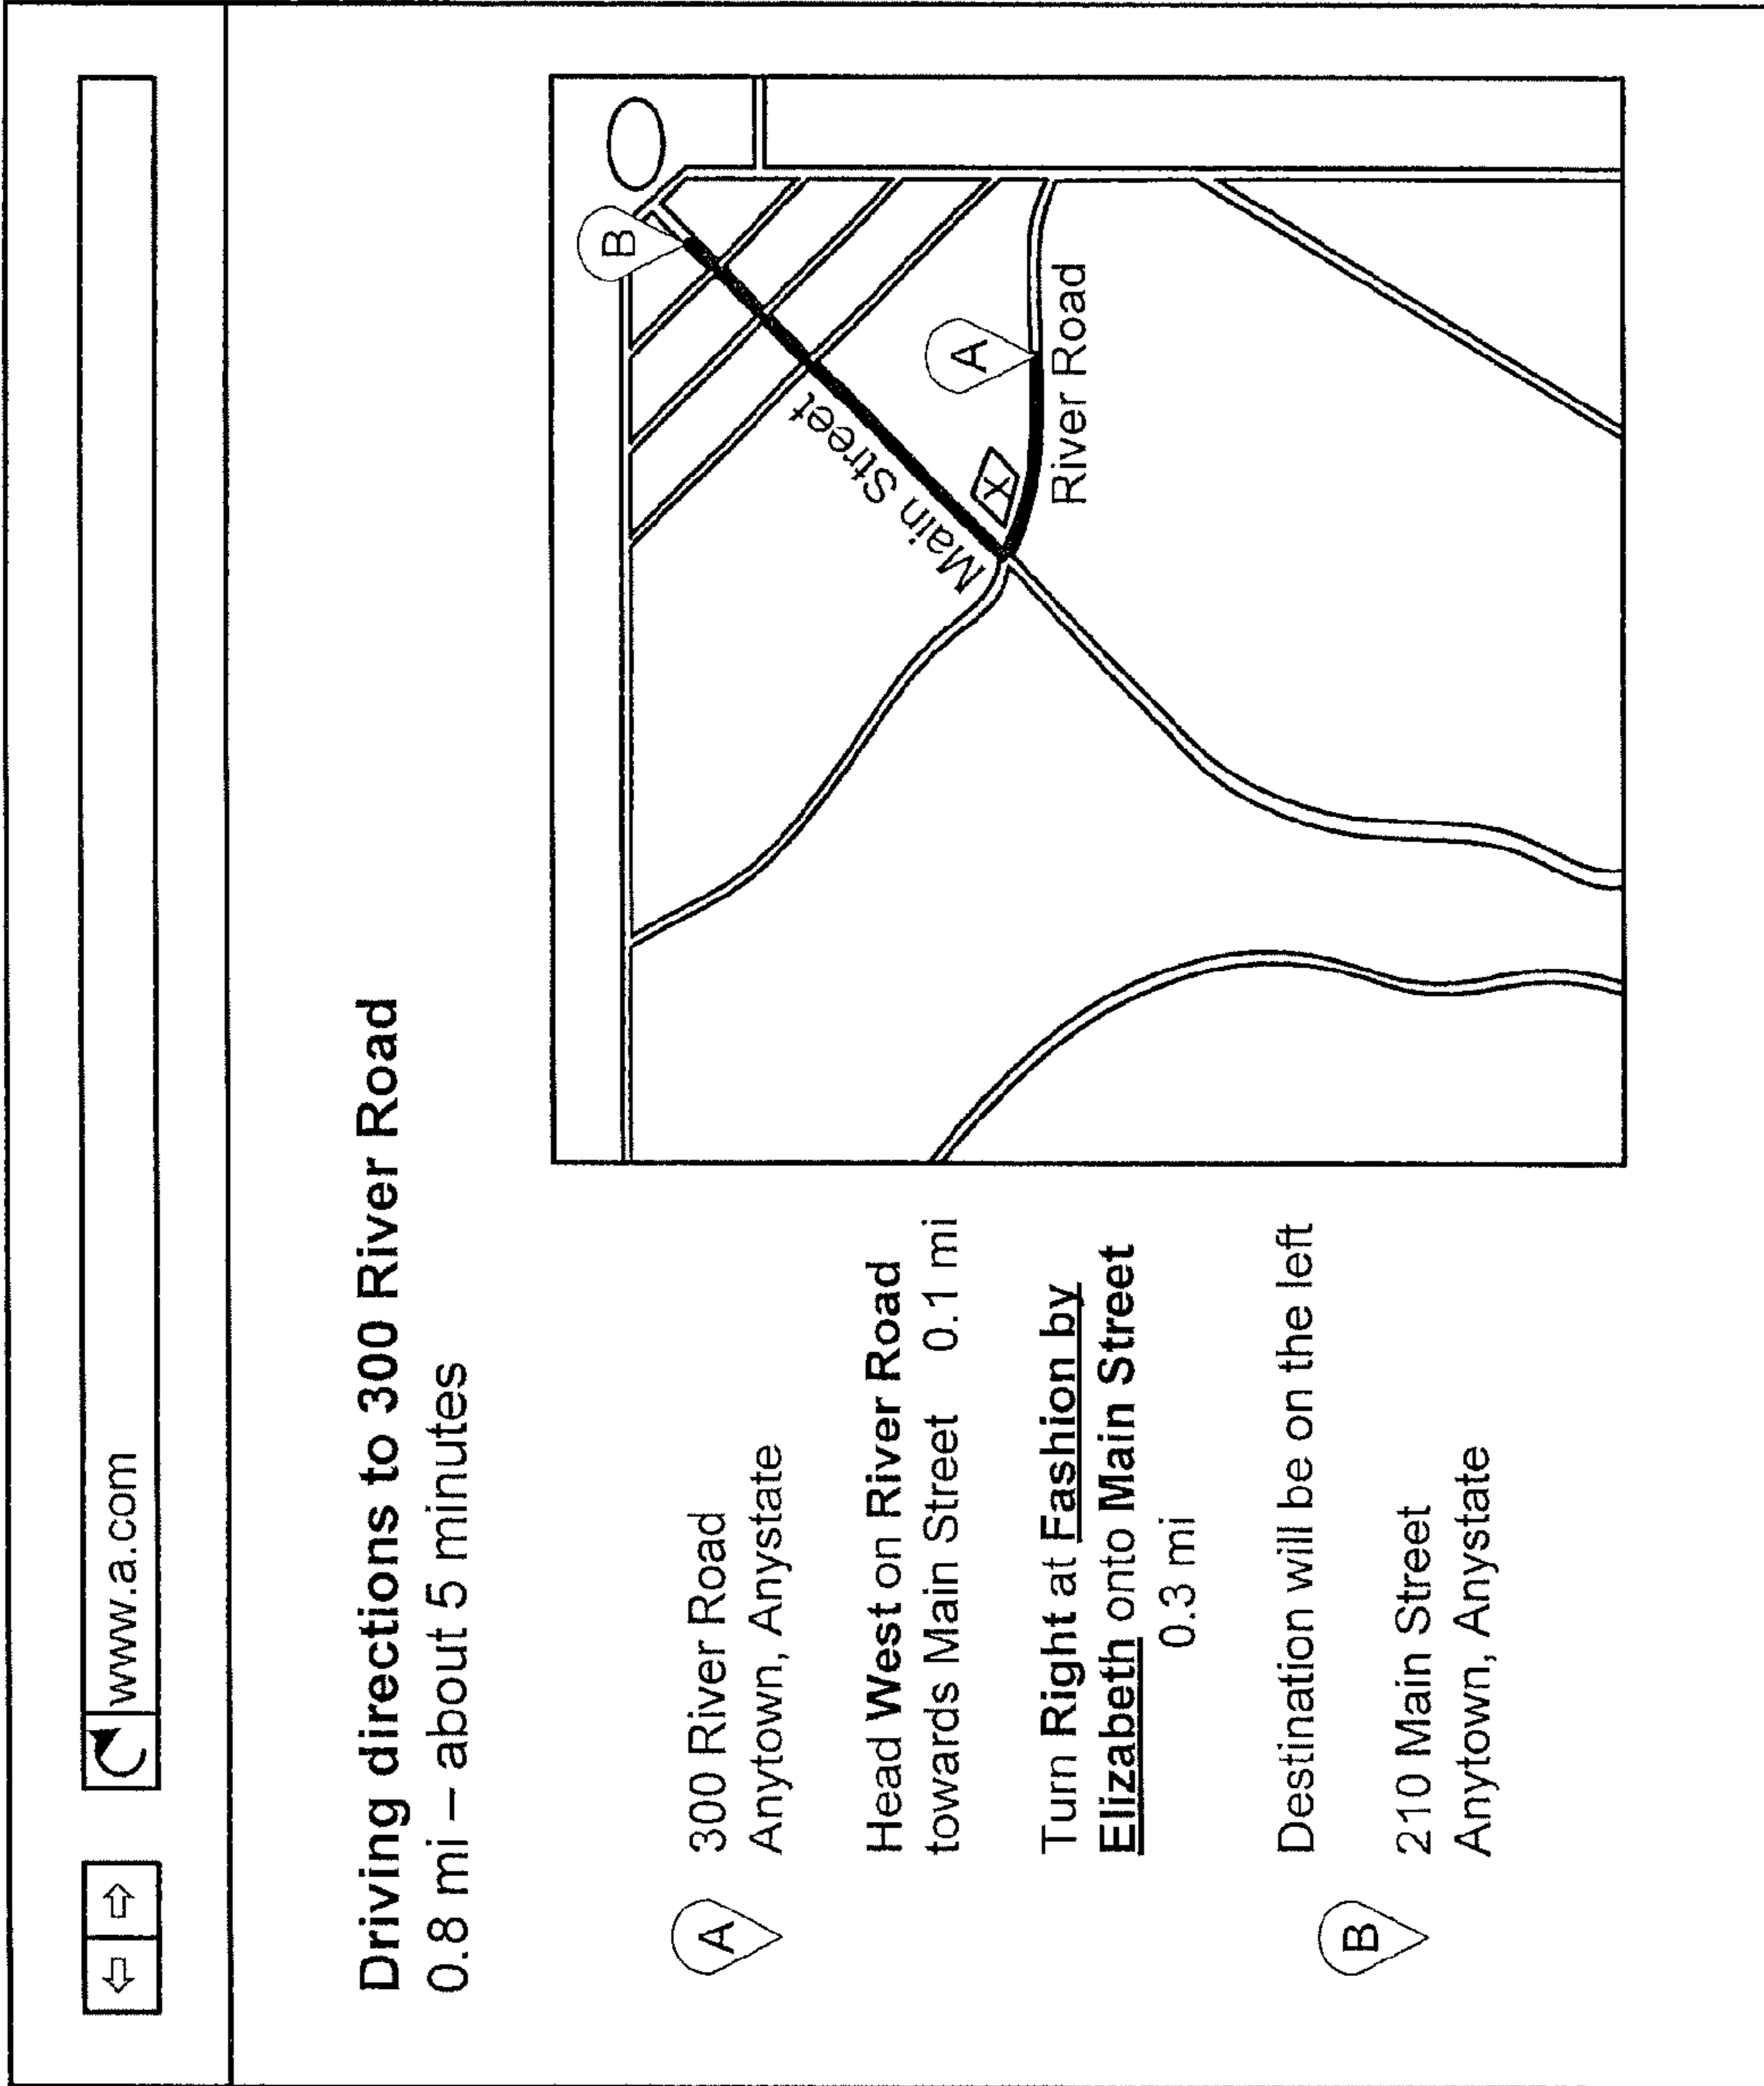 www.a.com
Driving directions to 300 River Road
0.8 mi – about 5 minutes
A
300 River Road
Anytown, Anystate
Head West on River Road
towards Main Street 0.1 mi
Turn Right at Fashion by
Elizabeth onto Main Street
0.3 mi
Destination will be on the left
B
210 Main Street
Anytown, Anystate
B
Main Street
A
X
River Road